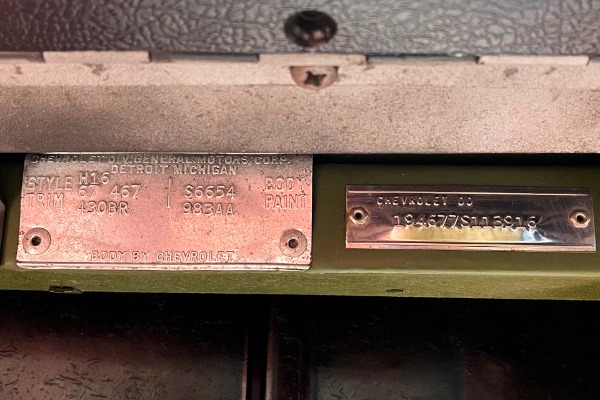 CHEVROLET DIV. GENERAL MOTORS CORP.
DETROIT MICHIGAN
H16
STYLE 67 467 S6654 BODY
TRIM 430BR 983AA PAINT
BODY BY CHEVROLET
CHEVROLET CO
194677S113916